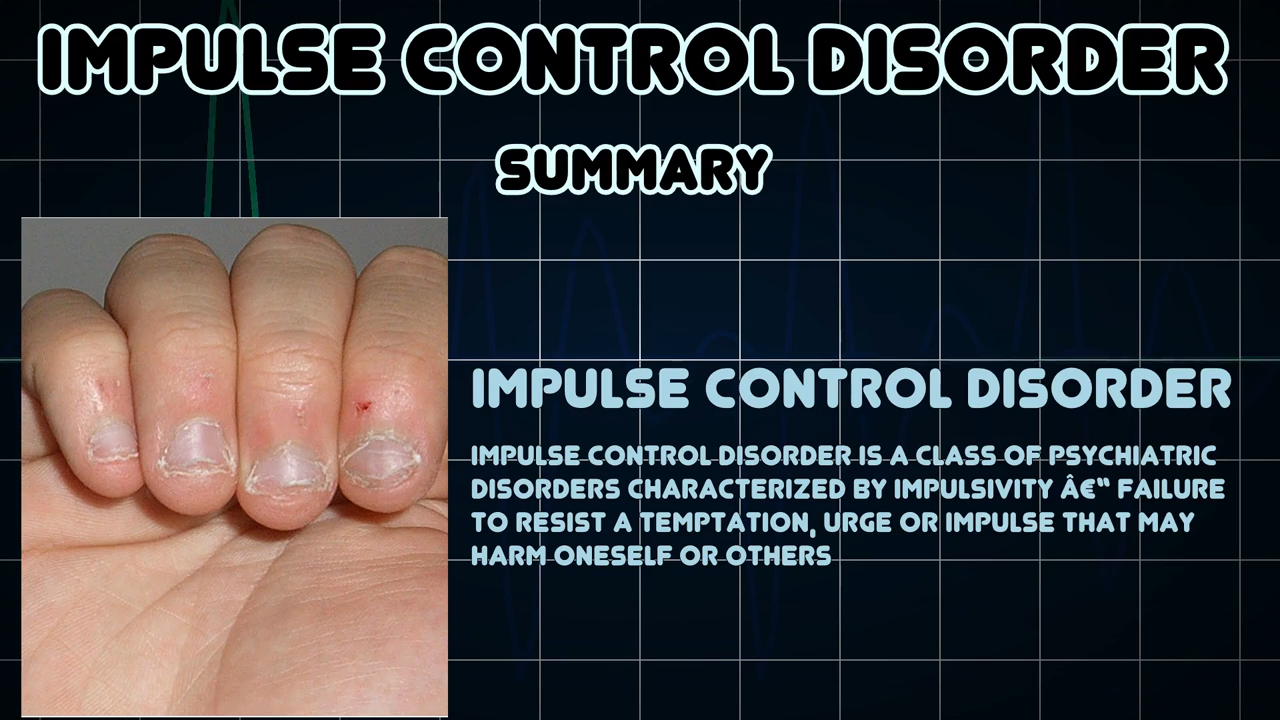 IMPULSE CONTROL DISORDER
SUMMARY
IMPULSE CONTROL DISORDER
IMPULSE CONTROL DISORDER IS A CLASS OF PSYCHIATRIC
DISORDERS CHARACTERIZED BY IMPULSIVITY Â€“ FAILURE
TO RESIST A TEMPTATION, URGE OR IMPULSE THAT MAY
HARM ONESELF OR OTHERS